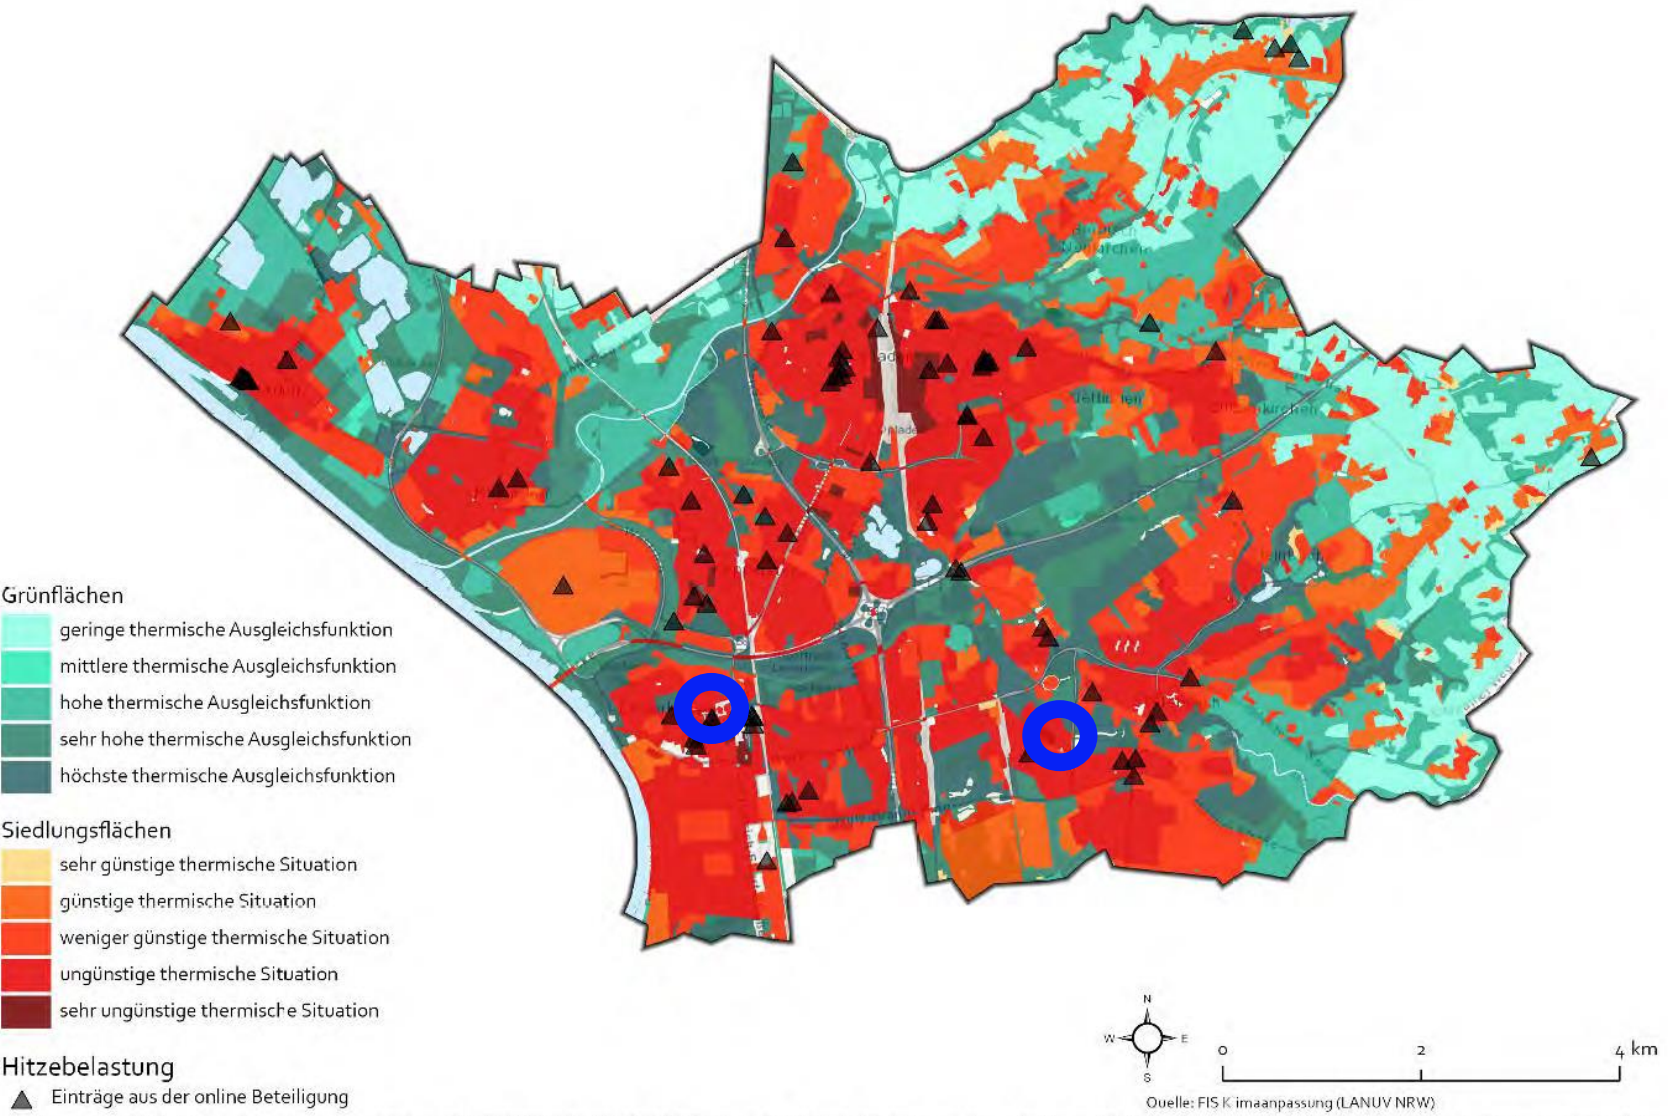 Grünflächen
geringe thermische Ausgleichsfunktion
mittlere thermische Ausgleichsfunktion
hohe thermische Ausgleichsfunktion
sehr hohe thermische Ausgleichsfunktion
höchste thermische Ausgleichsfunktion
Siedlungsflächen
sehr günstige thermische Situation
günstige thermische Situation
weniger günstige thermische Situation
ungünstige thermische Situation
sehr ungünstige thermische Situation
Hitzebelastung
Einträge aus der online Beteiligung
N
W E
S
0 2 4 km
Quelle: FIS K imaanpassung (LANUV NRW)